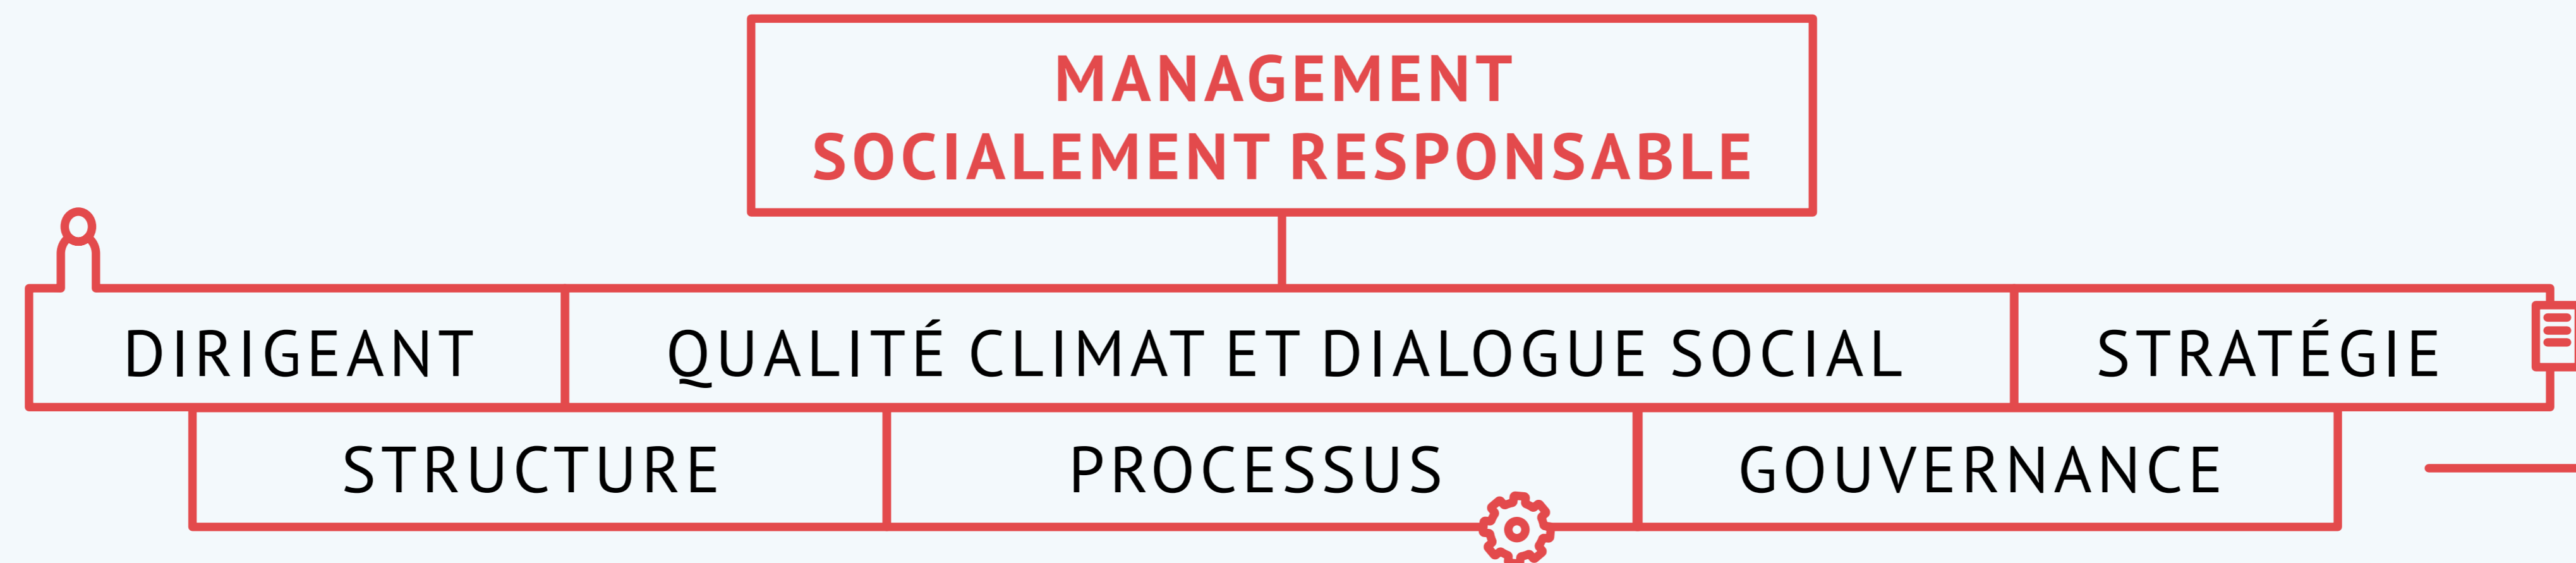 MANAGEMENT
SOCIALEMENT RESPONSABLE
DIRIGEANT
QUALITÉ CLIMAT ET DIALOGUE SOCIAL
STRATÉGIE
STRUCTURE
PROCESSUS
GOUVERNANCE